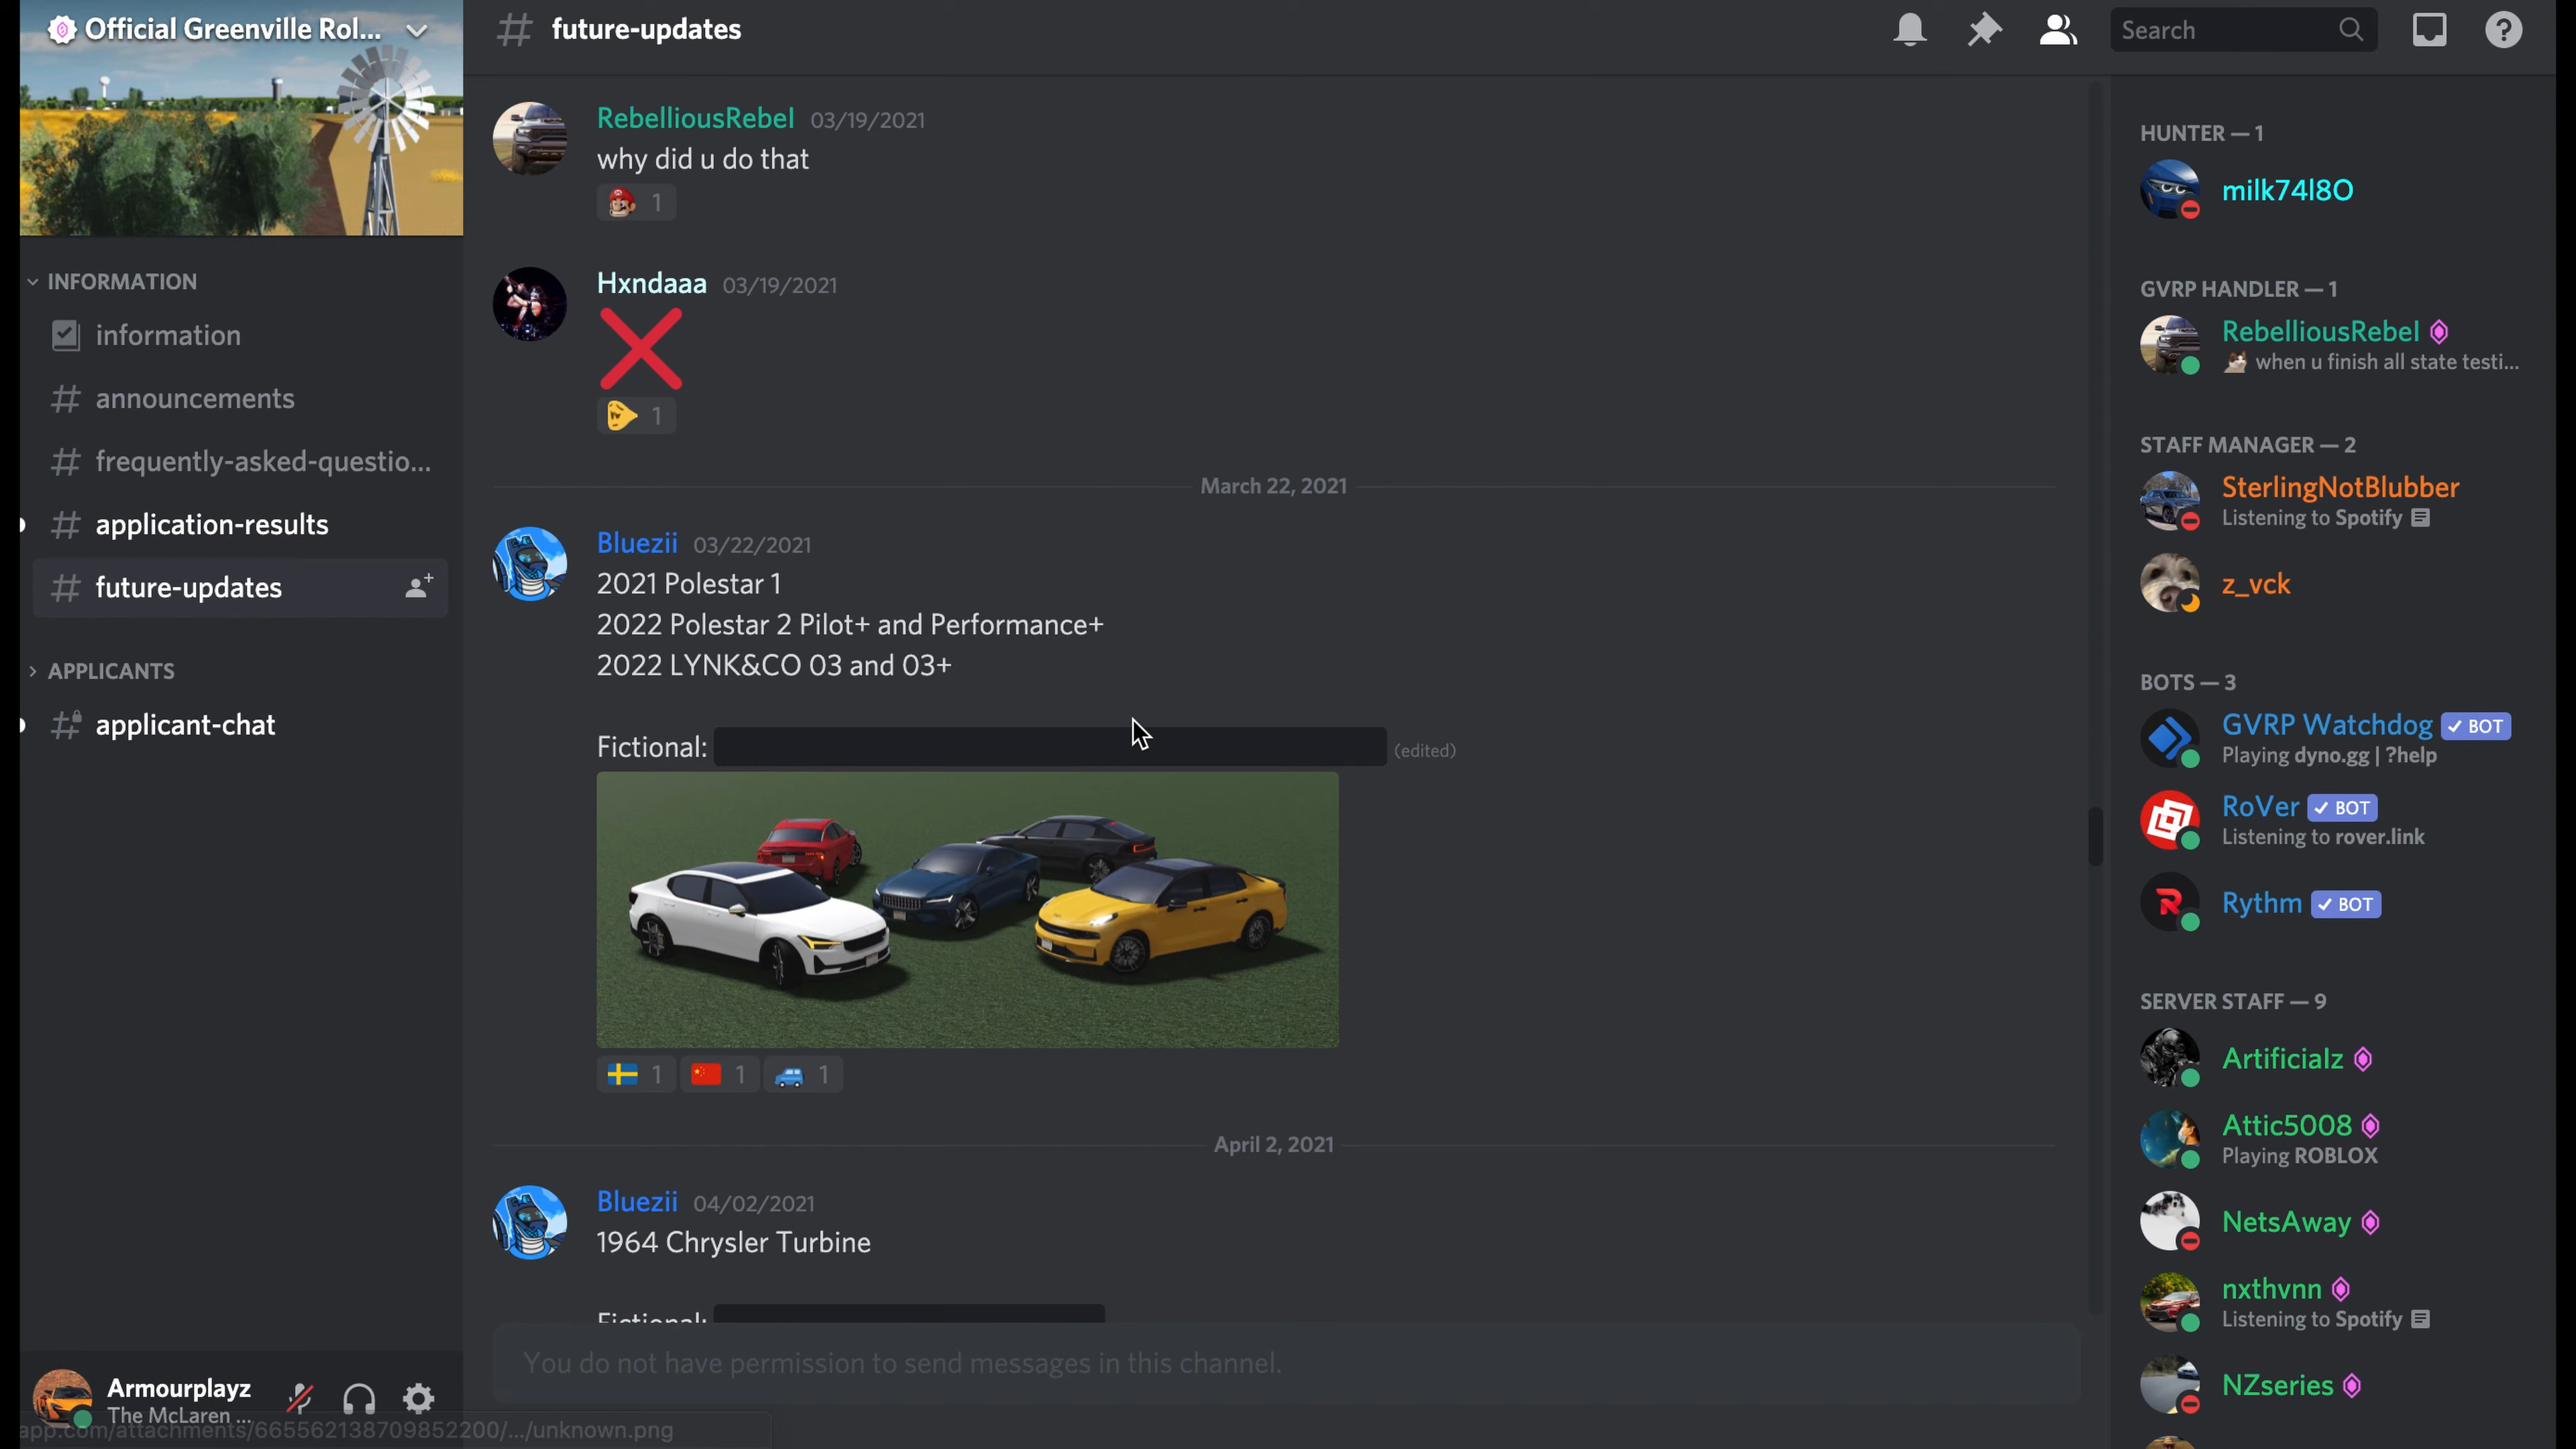 Official Greenville Rol...
INFORMATION
information
announcements
frequently-asked-questio...
application-results
future-updates
APPLICANTS
applicant-chat
Armourplayz
The McLaren ...
app.com/attachments/665562138709852200/.../unknown.png
future-updates
Search
RebelliousRebel 03/19/2021
why did u do that
1
Hxndaaa 03/19/2021
1
March 22, 2021
Bluezii 03/22/2021
2021 Polestar 1
2022 Polestar 2 Pilot+ and Performance+
2022 LYNK&CO 03 and 03+
Fictional: (edited)
1 1 1
April 2, 2021
Bluezii 04/02/2021
1964 Chrysler Turbine
Fictional:
You do not have permission to send messages in this channel.
HUNTER — 1
milk74l8O
GVRP HANDLER — 1
RebelliousRebel
when u finish all state testi...
STAFF MANAGER — 2
SterlingNotBlubber
Listening to Spotify
z_vck
BOTS — 3
GVRP Watchdog BOT
Playing dyno.gg | ?help
RoVer BOT
Listening to rover.link
Rythm BOT
SERVER STAFF — 9
Artificialz
Attic5008
Playing ROBLOX
NetsAway
nxthvnn
Listening to Spotify
NZseries